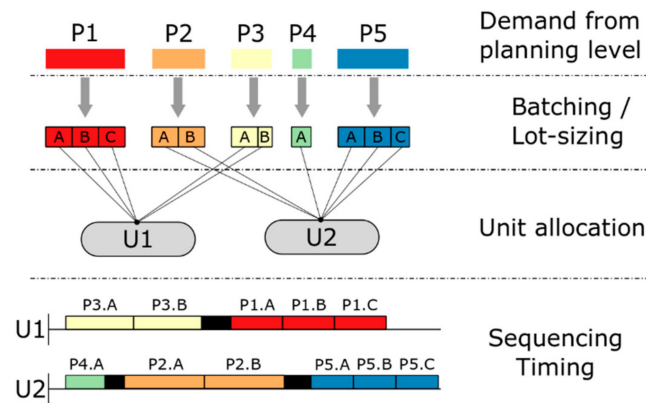 P1 P2 P3 P4 P5
Demand from
planning level
A B C A B A B A A B C
Batching /
Lot-sizing
U1 U2
Unit allocation
P3.A P3.B P1.A P1.B P1.C
U1
Sequencing
Timing
P4.A P2.A P2.B P5.A P5.B P5.C
U2